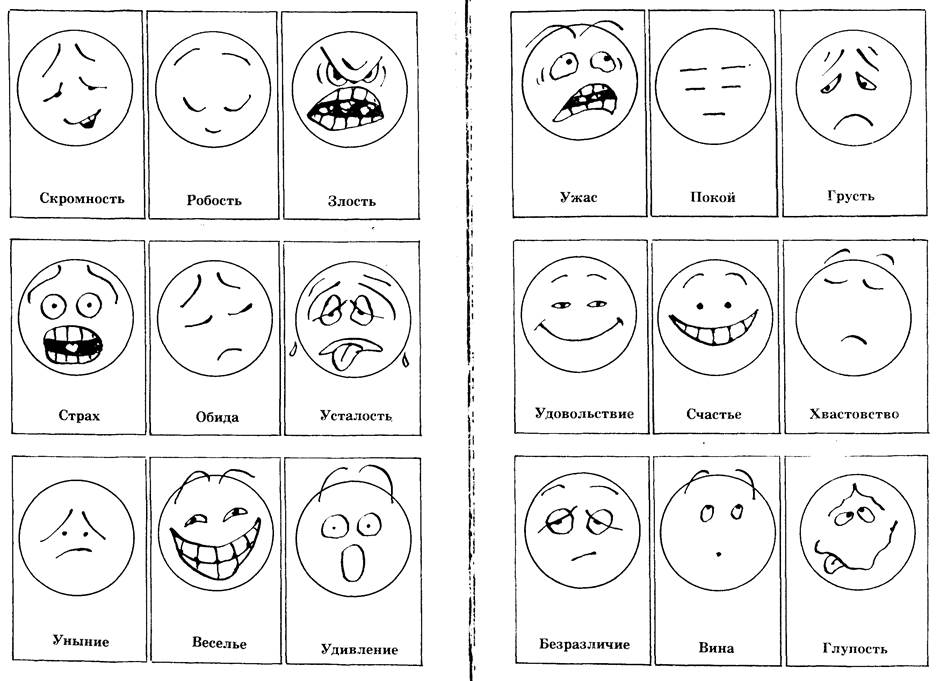 Скромность
Робость
Злость
Ужас
Покой
Грусть
Страх
Обида
Усталость
Удовольствие
Счастье
Хвастовство
Уныние
Веселье
Удивление
Безразличие
Вина
Глупость